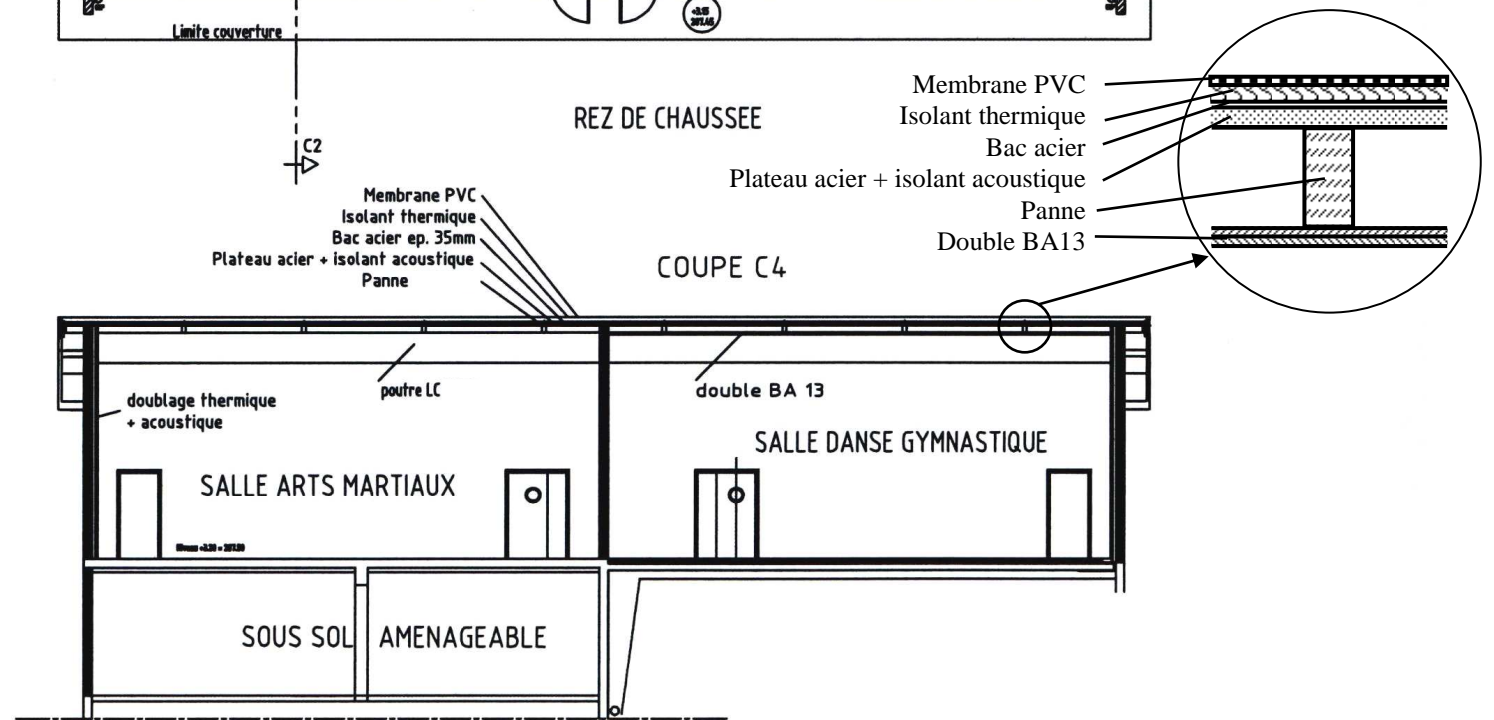 Limite couverture
C2
REZ DE CHAUSSEE
Membrane PVC
Isolant thermique
Bac acier ep. 35mm
Plateau acier + isolant acoustique
Panne
COUPE C4
Membrane PVC
Isolant thermique
Bac acier
Plateau acier + isolant acoustique
Panne
Double BA13
poutre LC
double BA 13
doublage thermique
+ acoustique
SALLE DANSE GYMNASTIQUE
SALLE ARTS MARTIAUX
SOUS SOL AMENAGEABLE